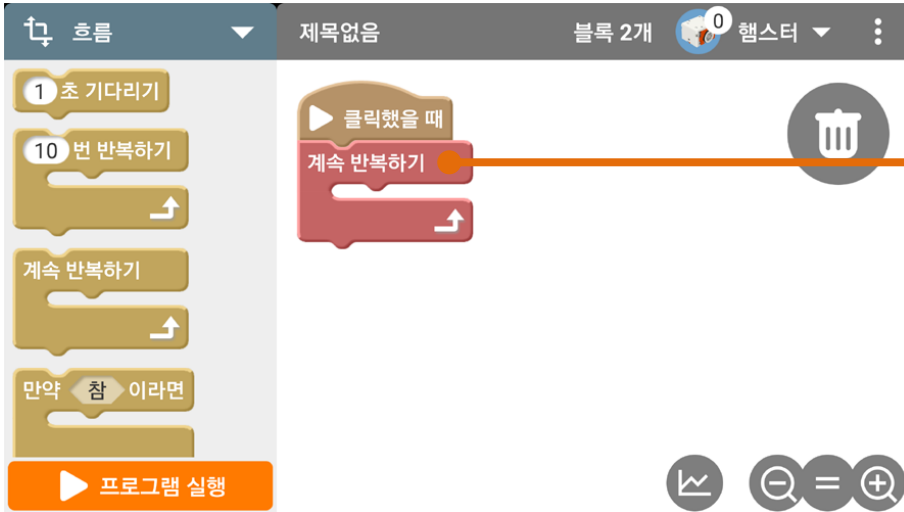 흐름
제목없음
블록 2개
0
햄스터
1 초 기다리기
10 번 반복하기
계속 반복하기
만약 참 이라면
프로그램 실행
클릭했을 때
계속 반복하기